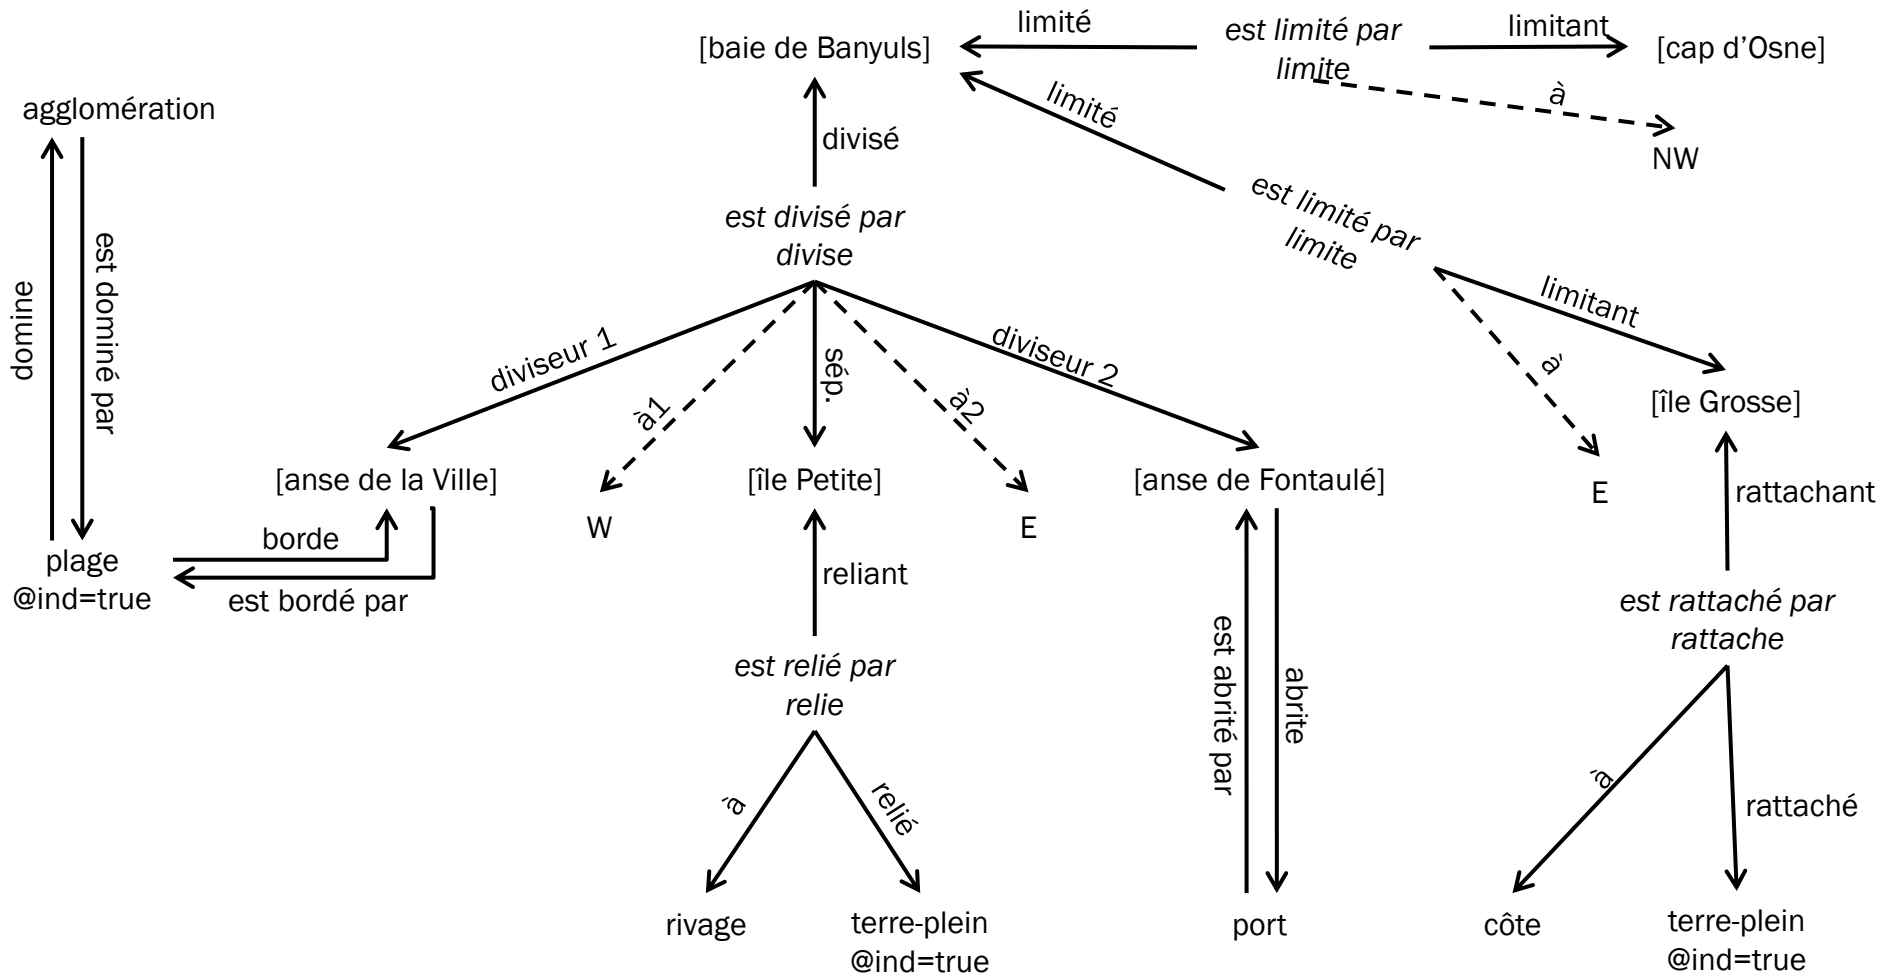 limité
est limité par
limite
limitant
[baie de Banyuls]
[cap d'Osne]
à
NW
agglomération
limité
divisé
est limité par
limite
est divisé par
divise
domine
est dominé par
limitant
diviseur 1
à1
sép.
à2
diviseur 2
à
[île Grosse]
[anse de la Ville]
W
[île Petite]
E
[anse de Fontaulé]
E
rattachant
borde
plage
@ind=true
est bordé par
reliant
est rattaché par
rattache
est relié par
relie
est abrité par
abrite
à
relié
à
rattaché
rivage
terre-plein
@ind=true
port
côte
terre-plein
@ind=true